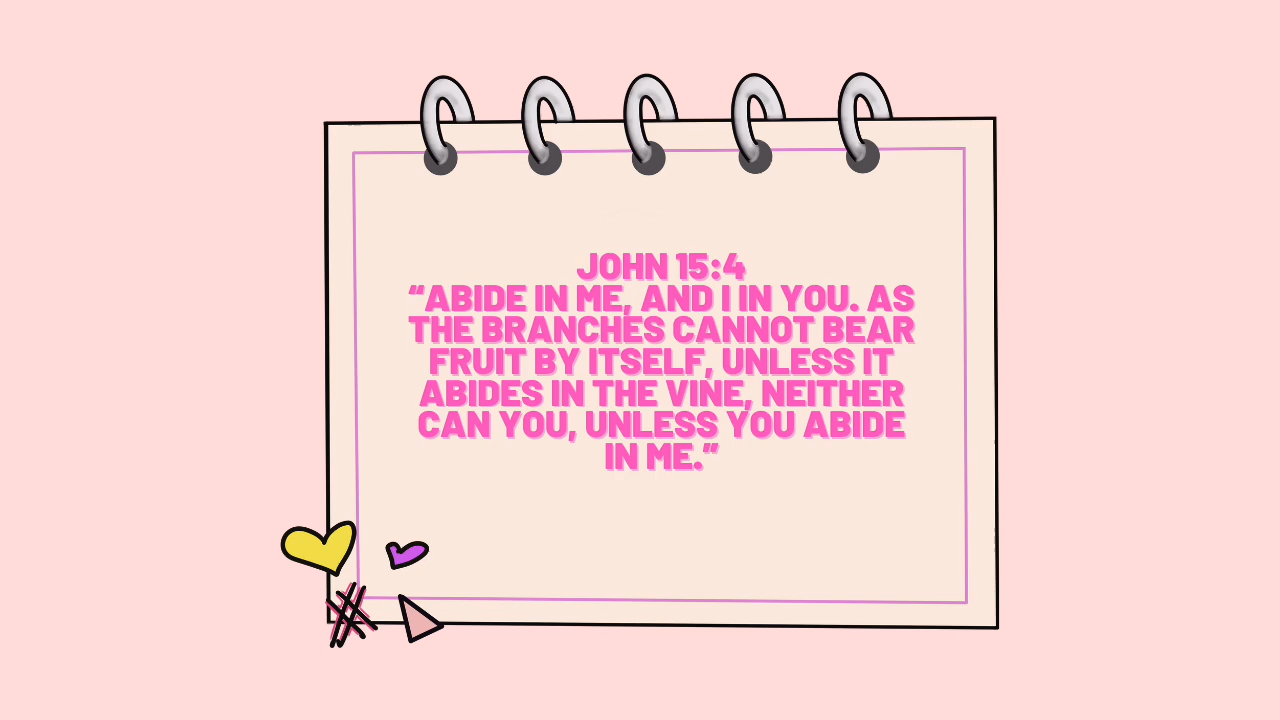 JOHN 15:4
“ABIDE IN ME, AND I IN YOU. AS
THE BRANCHES CANNOT BEAR
FRUIT BY ITSELF, UNLESS IT
ABIDES IN THE VINE, NEITHER
CAN YOU, UNLESS YOU ABIDE
IN ME.”